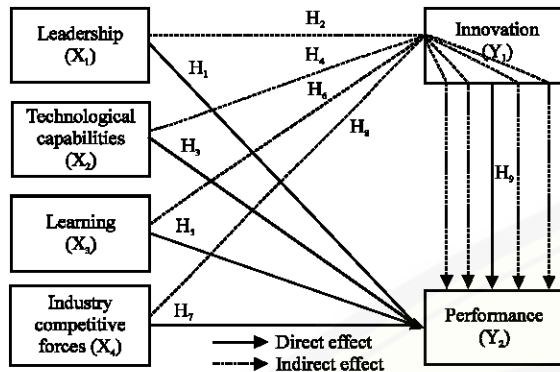 Leadership
(X₁)
H₂
Innovation
(Y₁)
H₁
H₄
H₆
H₈
Technological
capabilities
(X₂)
H₃
H₉
Learning
(X₃)
H₅
Industry
competitive
forces (X₄)
H₇
Performance
(Y₂)
Direct effect
Indirect effect